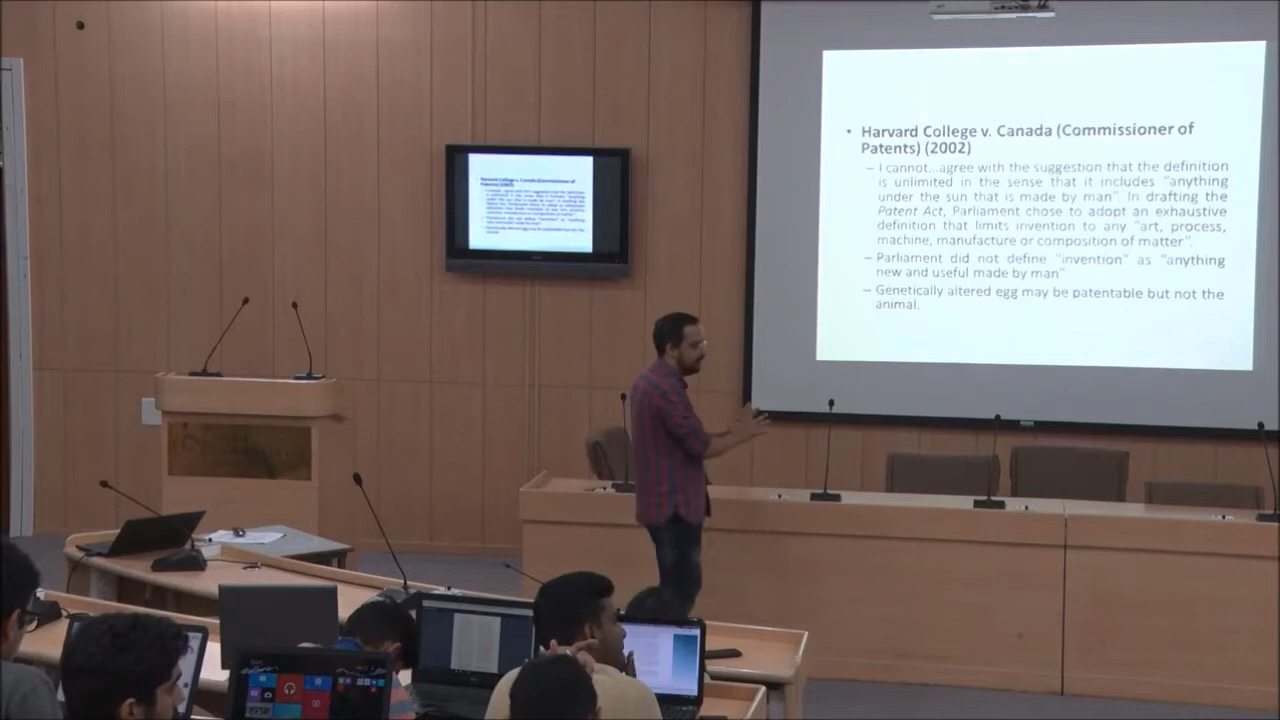 • Harvard College v. Canada (Commissioner of
Patents) (2002)
– I cannot…agree with the suggestion that the definition
is unlimited in the sense that it includes "anything
under the sun that is made by man". In drafting the
Patent Act, Parliament chose to adopt an exhaustive
definition that limits invention to any "art, process,
machine, manufacture or composition of matter".
– Parliament did not define "invention" as "anything
new and useful made by man"
– Genetically altered egg may be patentable but not the
animal.